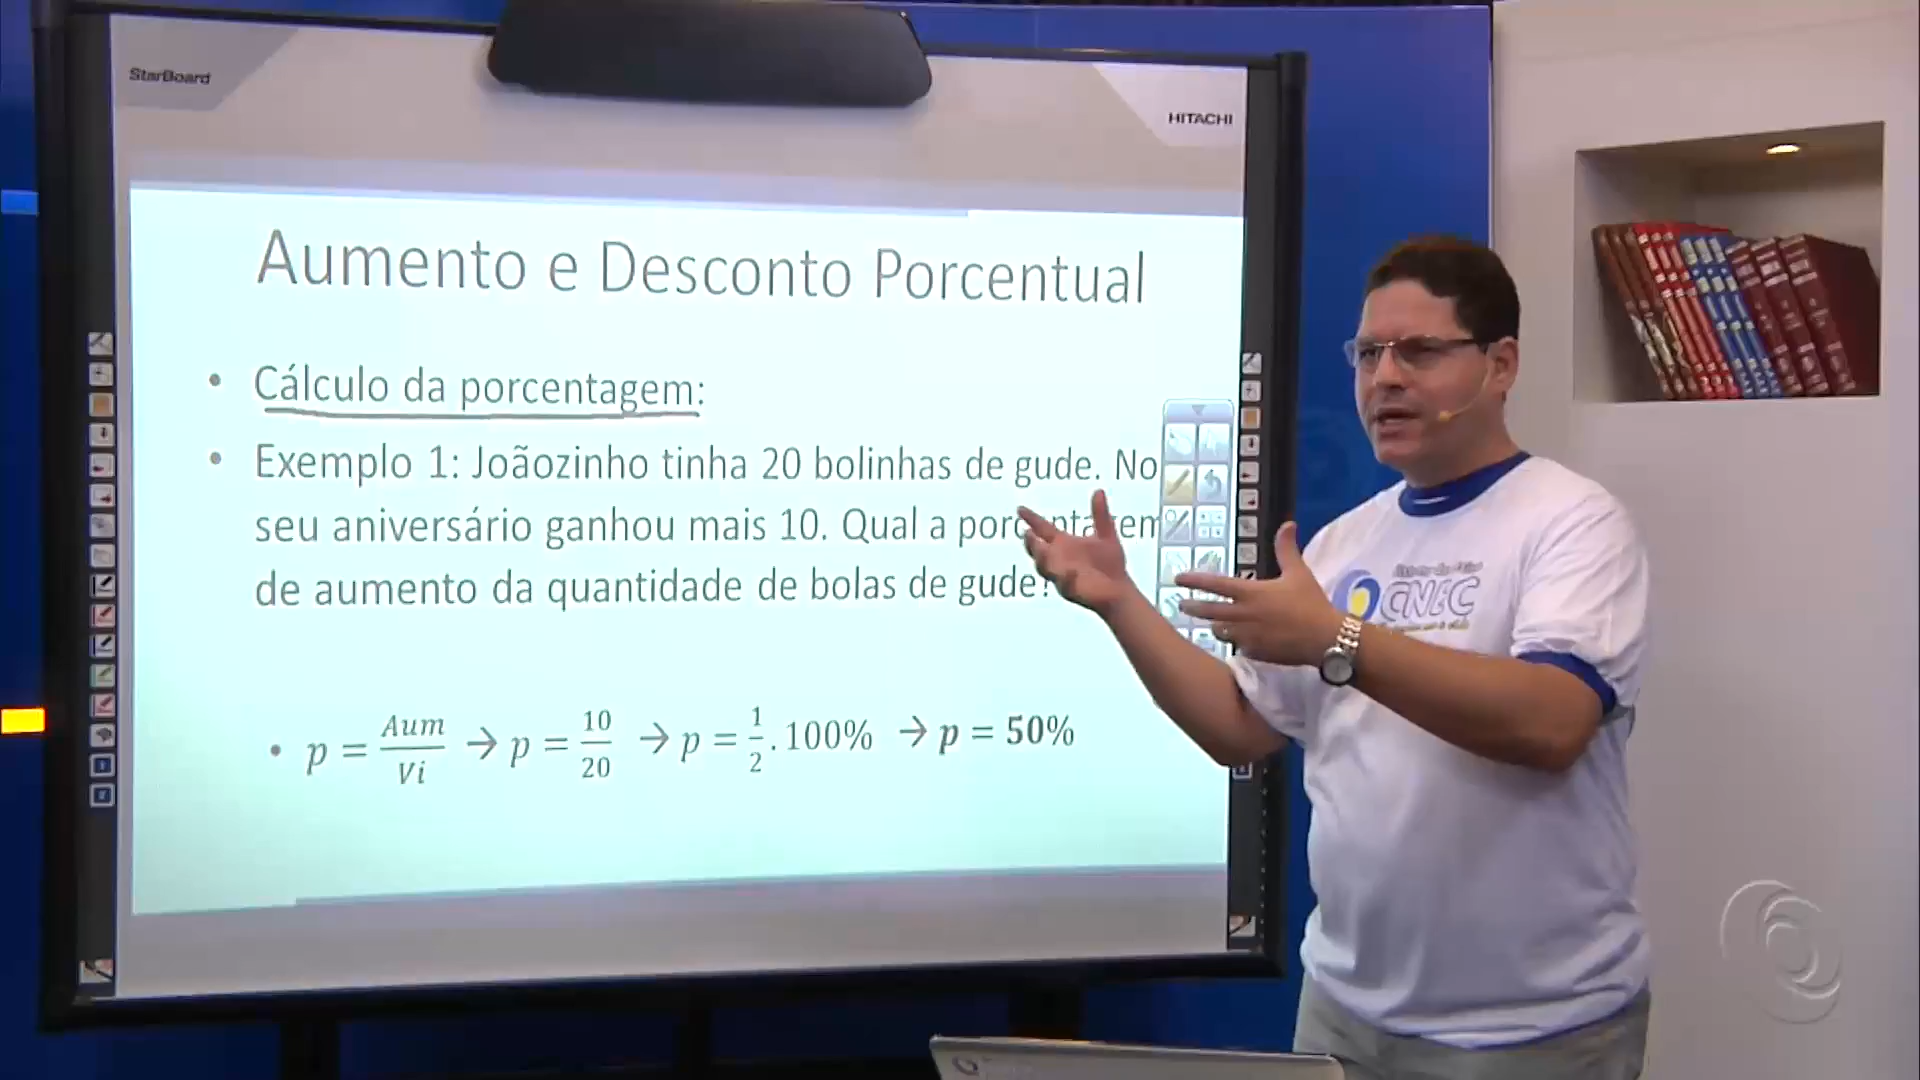 StarBoard
HITACHI
Aumento e Desconto Porcentual
• Cálculo da porcentagem:
• Exemplo 1: Joãozinho tinha 20 bolinhas de gude. No
seu aniversário ganhou mais 10. Qual a porcentagem
de aumento da quantidade de bolas de gude?
• p = Aum/Vi → p = 10/20 → p = 1/2 . 100% → p = 50%
CNEC